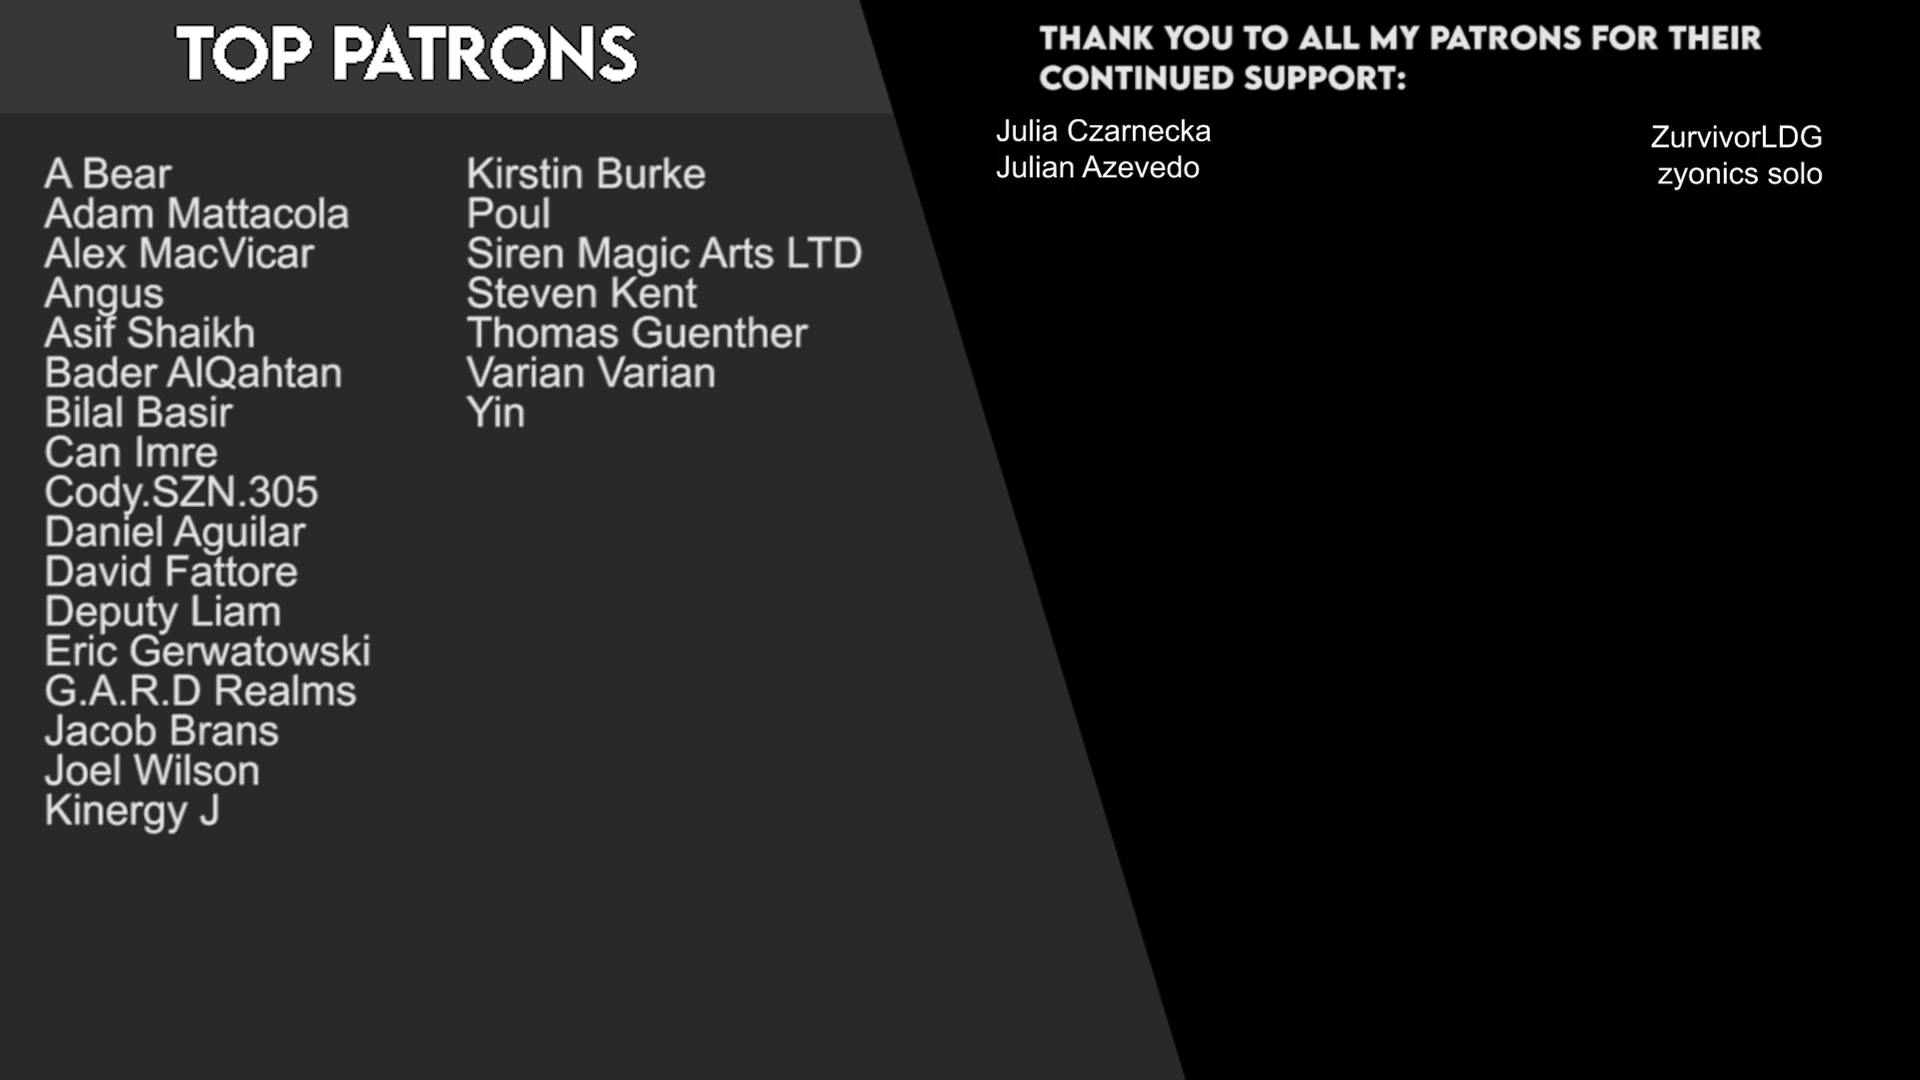 TOP PATRONS
A Bear
Adam Mattacola
Alex MacVicar
Angus
Asif Shaikh
Bader AlQahtan
Bilal Basir
Can Imre
Cody.SZN.305
Daniel Aguilar
David Fattore
Deputy Liam
Eric Gerwatowski
G.A.R.D Realms
Jacob Brans
Joel Wilson
Kinergy J
Kirstin Burke
Poul
Siren Magic Arts LTD
Steven Kent
Thomas Guenther
Varian Varian
Yin
THANK YOU TO ALL MY PATRONS FOR THEIR
CONTINUED SUPPORT:
Julia Czarnecka
Julian Azevedo
ZurvivorLDG
zyonics solo